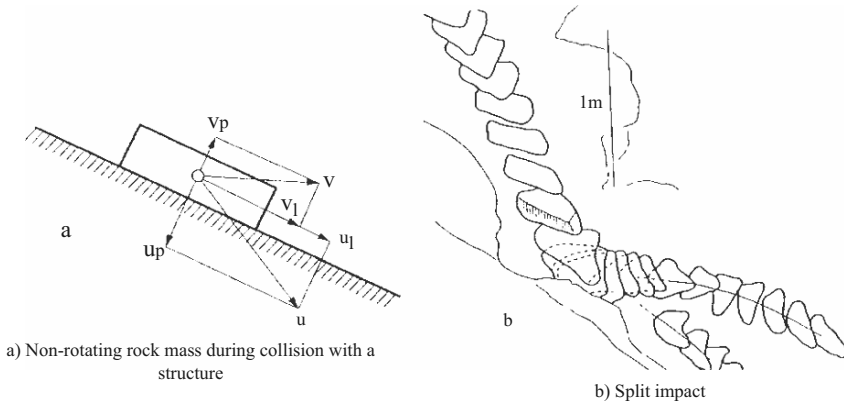 Vp
V
Vl
a
up
ul
u
a) Non-rotating rock mass during collision with a
structure
1m
b
b) Split impact